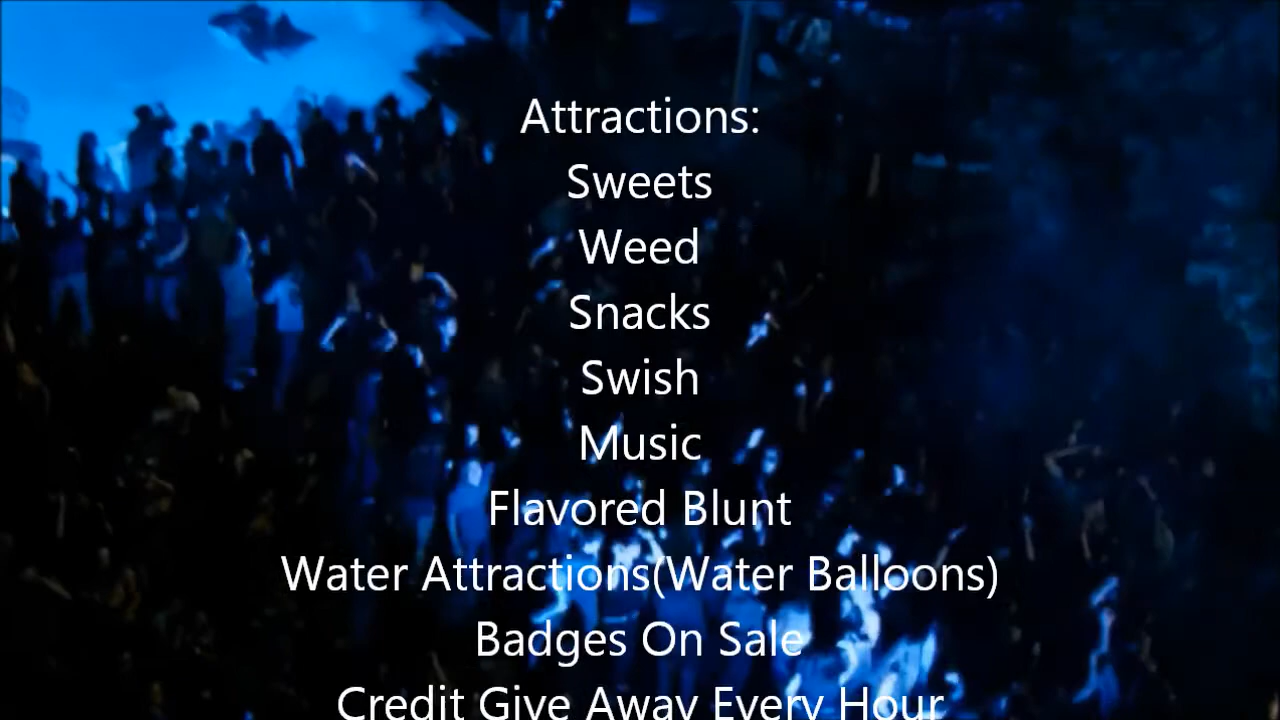 Attractions:
Sweets
Weed
Snacks
Swish
Music
Flavored Blunt
Water Attractions(Water Balloons)
Badges On Sale
Credit Give Away Every Hour